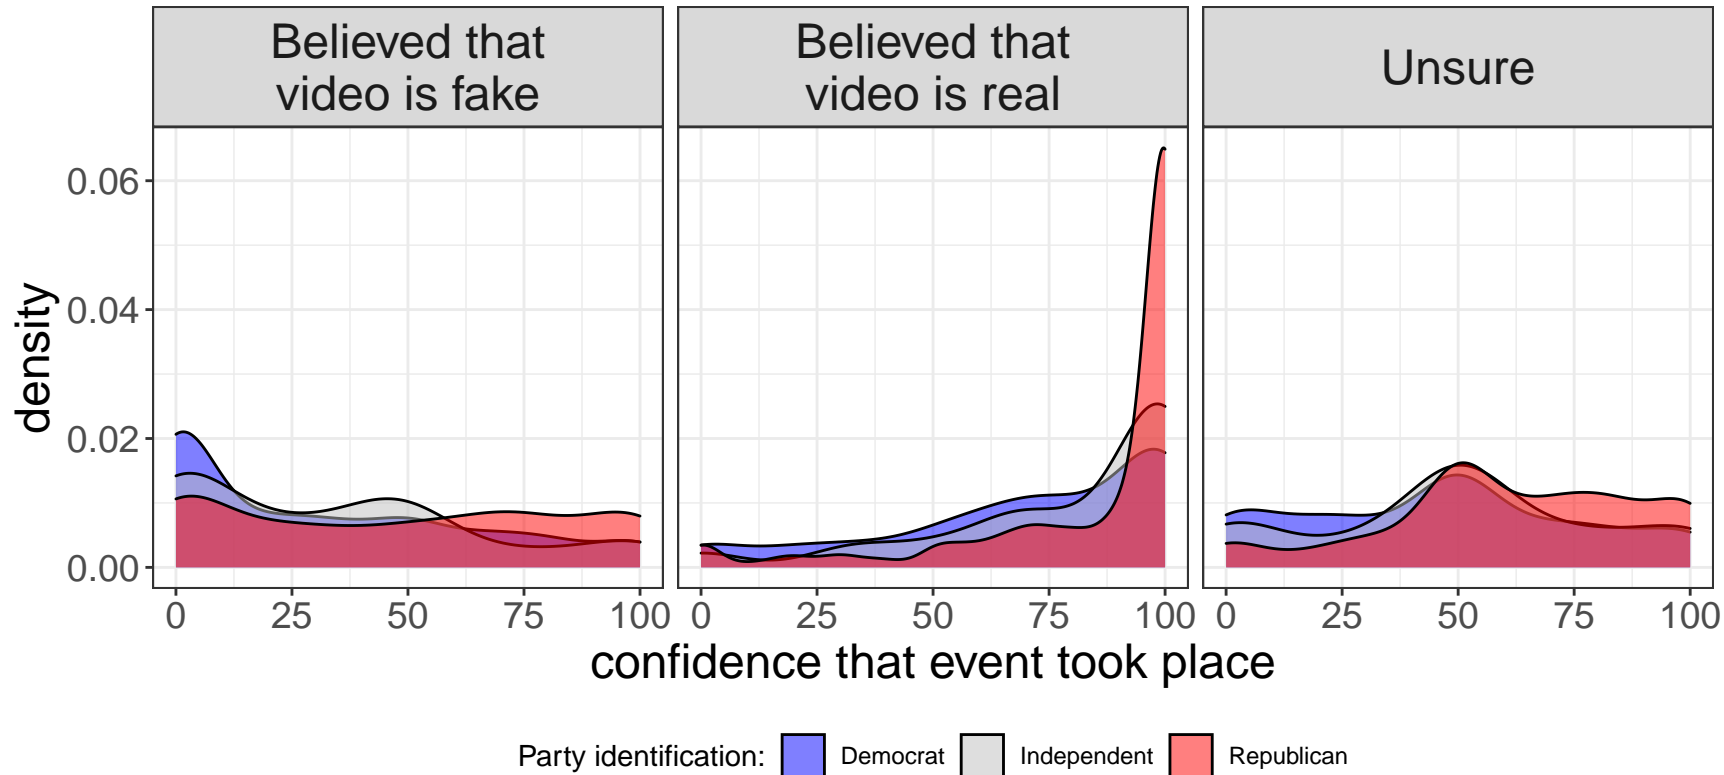 Believed that
video is fake
Believed that
video is real
Unsure
0.06
0.04
0.02
0.00
density
0 25 50 75 100
0 25 50 75 100
0 25 50 75 100
confidence that event took place
Party identification: Democrat Independent Republican